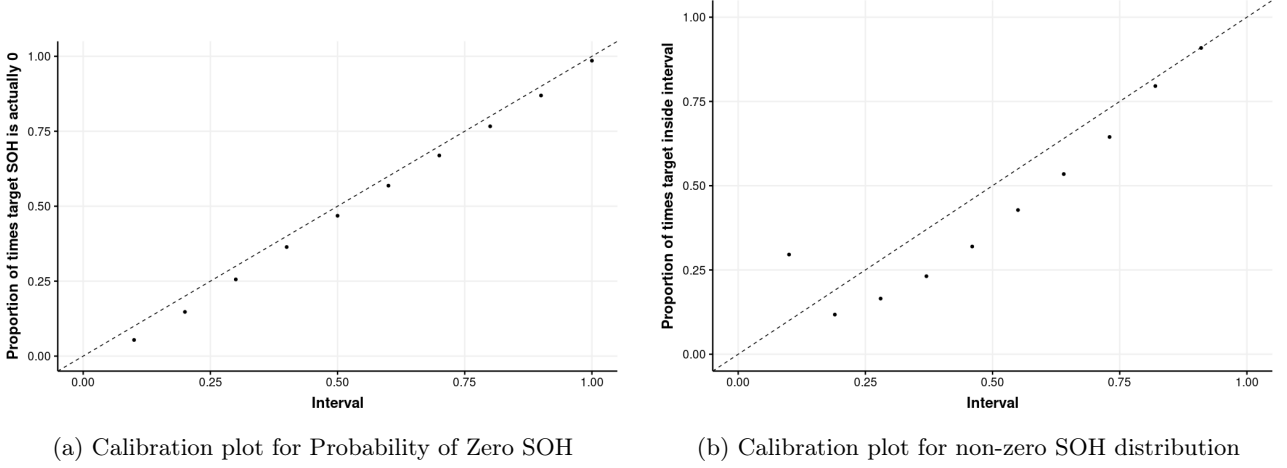 Proportion of times target SOH is actually 0
1.00
0.75
0.50
0.25
0.00
0.00 0.25 0.50 0.75 1.00
Interval
(a) Calibration plot for Probability of Zero SOH
Proportion of times target inside interval
1.00
0.75
0.50
0.25
0.00
0.00 0.25 0.50 0.75 1.00
Interval
(b) Calibration plot for non-zero SOH distribution